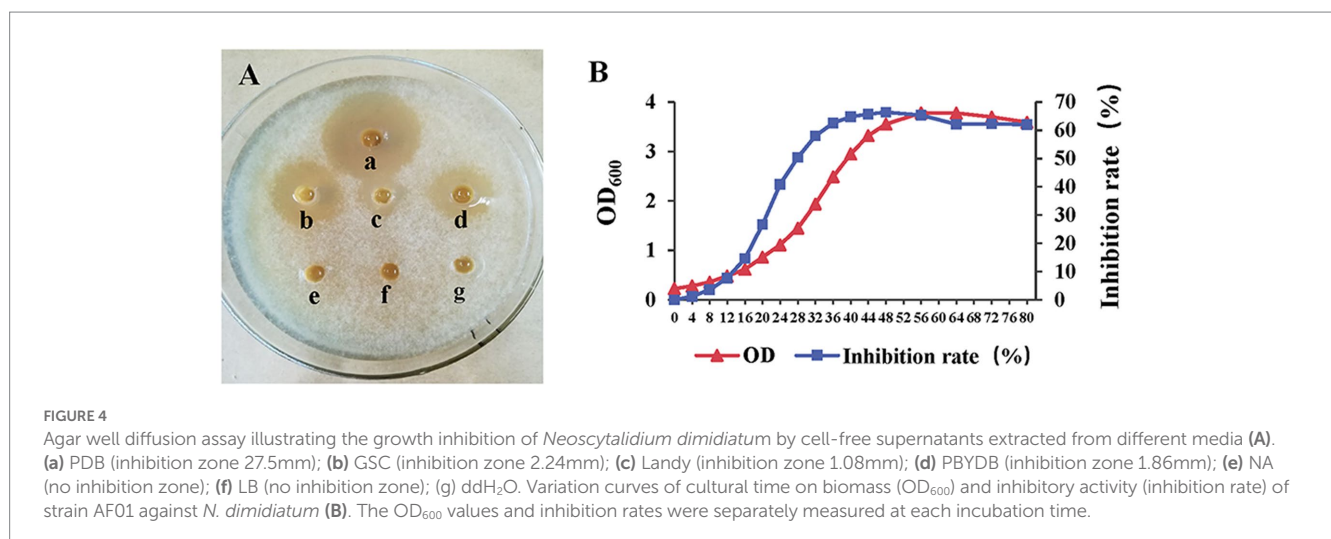 A
a
b
c
d
e
f
g
B
OD₆₀₀
4
3
2
1
0
70
60
50
40
30
20
10
0
Inhibition rate (%)
0 4 8 12 16 20 24 28 32 36 40 44 48 52 56 60 64 68 72 76 80
OD Inhibition rate (%)
FIGURE 4
Agar well diffusion assay illustrating the growth inhibition of Neoscytalidium dimidiatum by cell-free supernatants extracted from different media (A).
(a) PDB (inhibition zone 27.5mm); (b) GSC (inhibition zone 2.24mm); (c) Landy (inhibition zone 1.08mm); (d) PBYDB (inhibition zone 1.86mm); (e) NA
(no inhibition zone); (f) LB (no inhibition zone); (g) ddH₂O. Variation curves of cultural time on biomass (OD₆₀₀) and inhibitory activity (inhibition rate) of
strain AF01 against N. dimidiatum (B). The OD₆₀₀ values and inhibition rates were separately measured at each incubation time.